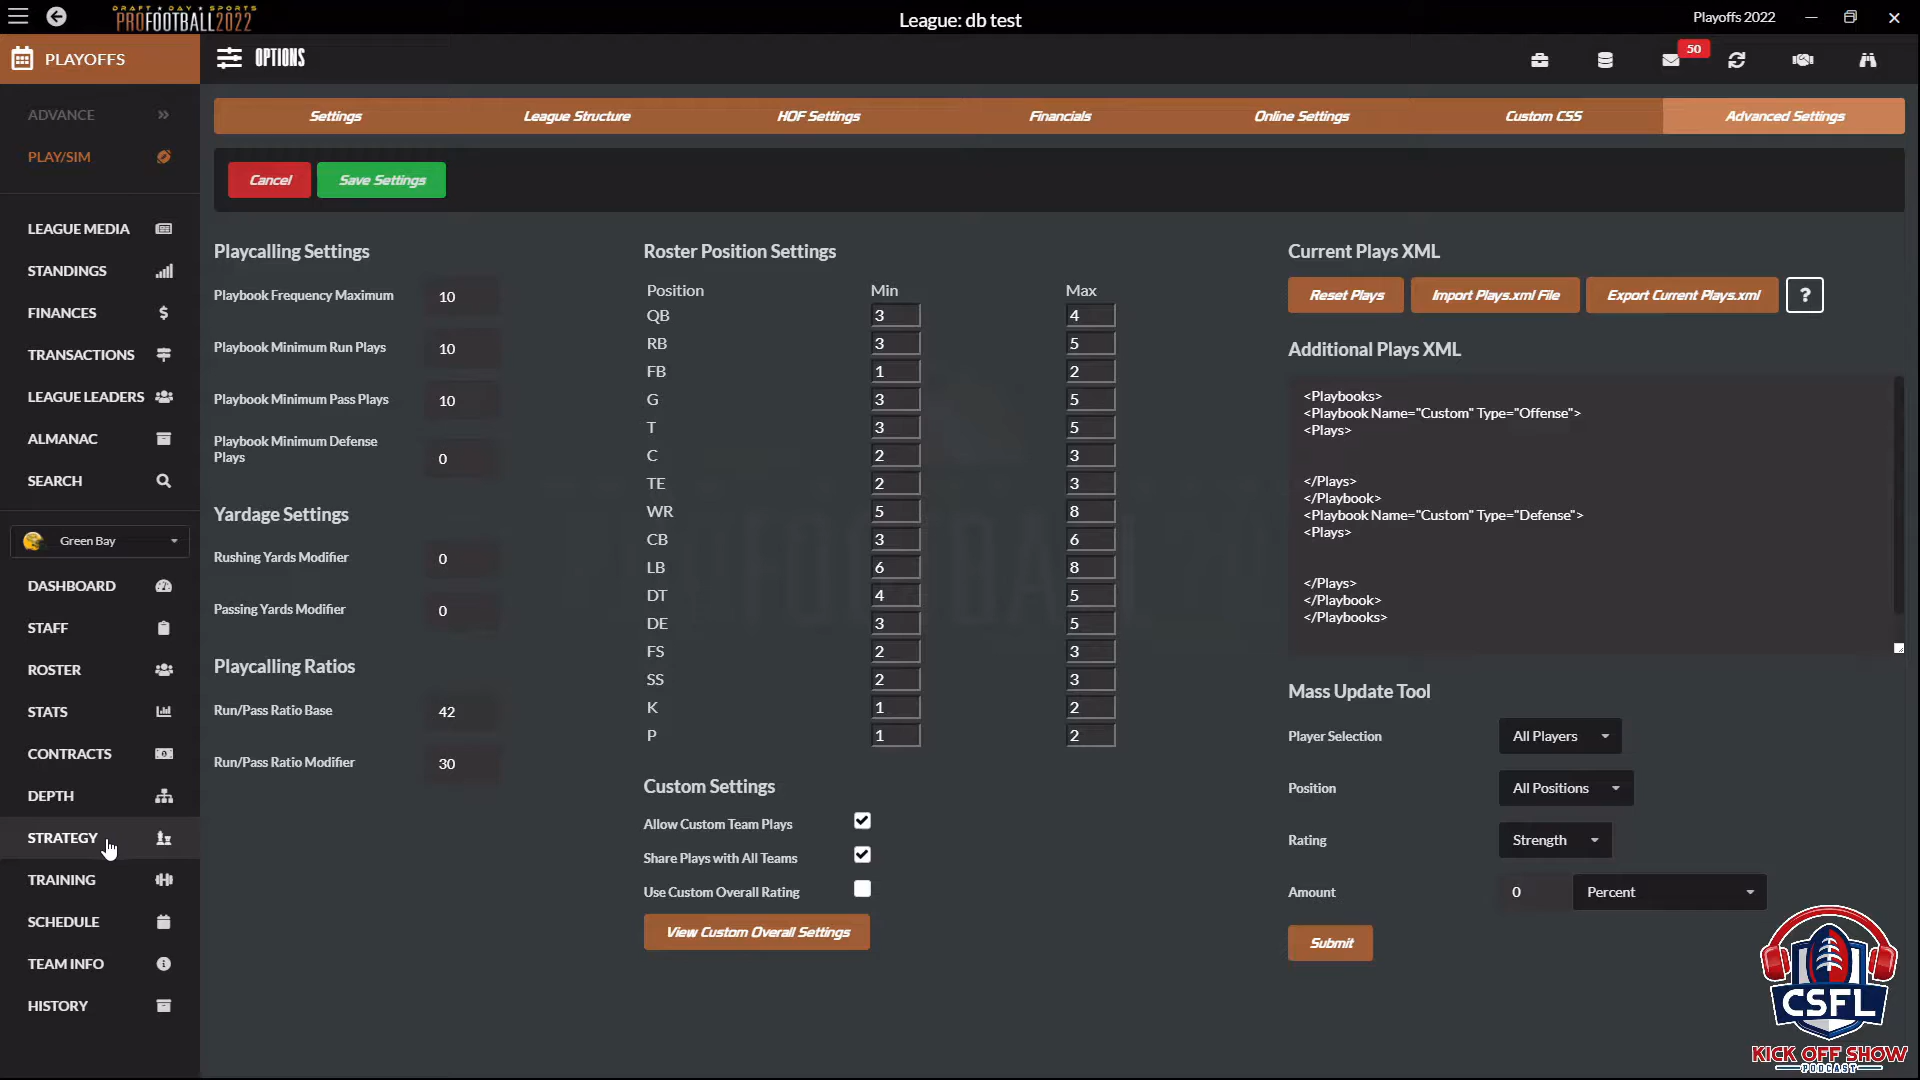 DRAFT • DAY • SPORTS
PROFOOTBALL2022
League: db test
Playoffs 2022
PLAYOFFS
OPTIONS
50
ADVANCE
PLAY/SIM
LEAGUE MEDIA
STANDINGS
FINANCES
TRANSACTIONS
LEAGUE LEADERS
ALMANAC
SEARCH
Green Bay
DASHBOARD
STAFF
ROSTER
STATS
CONTRACTS
DEPTH
STRATEGY
TRAINING
SCHEDULE
TEAM INFO
HISTORY
Settings
League Structure
HOF Settings
Financials
Online Settings
Custom CSS
Advanced Settings
Cancel
Save Settings
Playcalling Settings
Playbook Frequency Maximum 10
Playbook Minimum Run Plays 10
Playbook Minimum Pass Plays 10
Playbook Minimum Defense
Plays 0
Yardage Settings
Rushing Yards Modifier 0
Passing Yards Modifier 0
Playcalling Ratios
Run/Pass Ratio Base 42
Run/Pass Ratio Modifier 30
Roster Position Settings
Position Min Max
QB 3 4
RB 3 5
FB 1 2
G 3 5
T 3 5
C 2 3
TE 2 3
WR 5 8
CB 3 6
LB 6 8
DT 4 5
DE 3 5
FS 2 3
SS 2 3
K 1 2
P 1 2
Custom Settings
Allow Custom Team Plays
Share Plays with All Teams
Use Custom Overall Rating
View Custom Overall Settings
Current Plays XML
Reset Plays
Import Plays.xml File
Export Current Plays.xml
?
Additional Plays XML
<Playbooks>
<Playbook Name="Custom" Type="Offense">
<Plays>
</Plays>
</Playbook>
<Playbook Name="Custom" Type="Defense">
<Plays>
</Plays>
</Playbook>
</Playbooks>
Mass Update Tool
Player Selection All Players
Position All Positions
Rating Strength
Amount 0 Percent
Submit
CSFL
KICK OFF SHOW
PODCAST